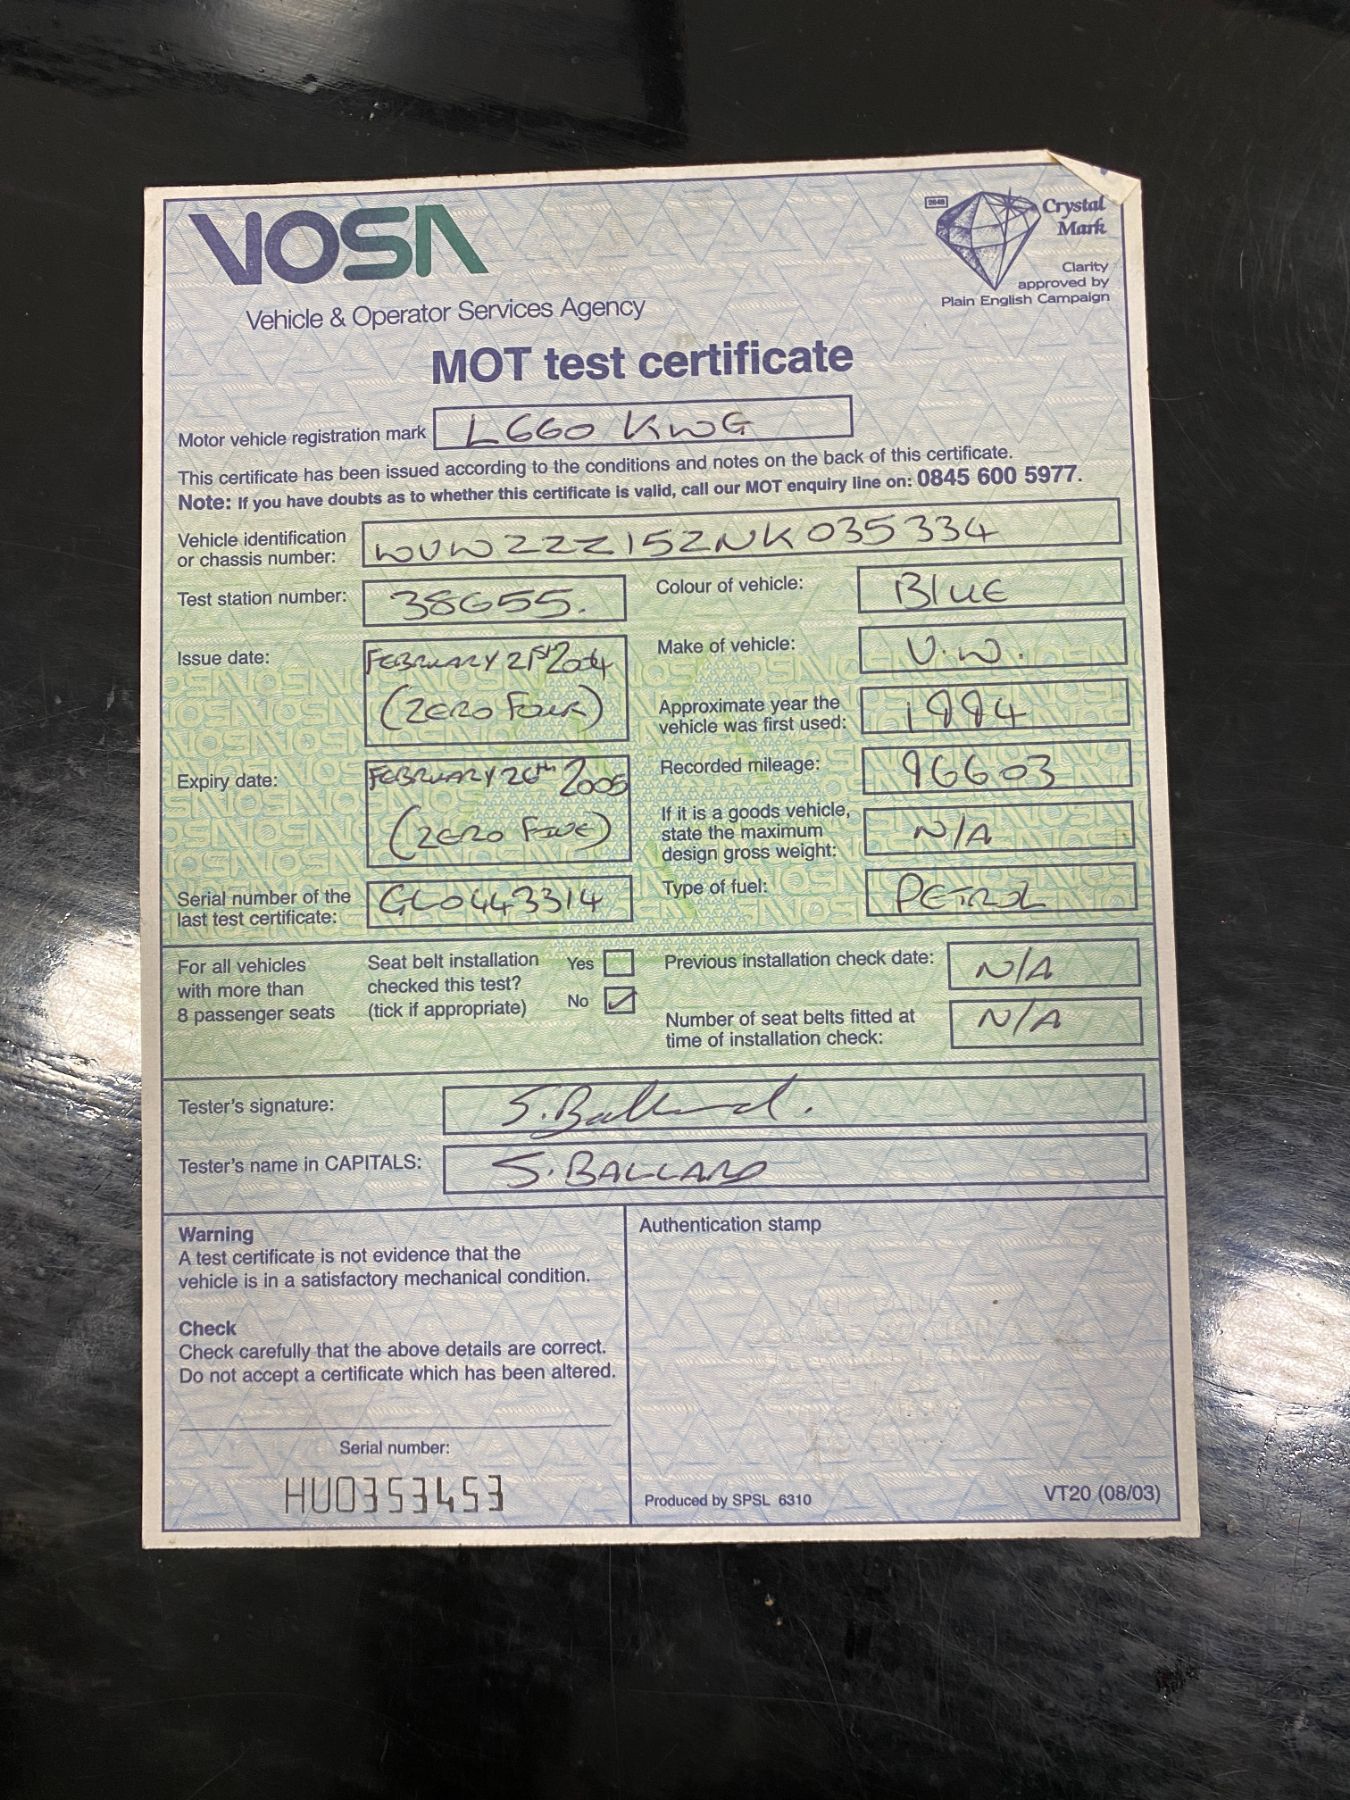 VOSA
Vehicle & Operator Services Agency
Crystal
Mark
Clarity
approved by
Plain English Campaign
MOT test certificate
Motor vehicle registration mark L660 KWG
This certificate has been issued according to the conditions and notes on the back of this certificate.
Note: If you have doubts as to whether this certificate is valid, call our MOT enquiry line on: 0845 600 5977.
Vehicle identification
or chassis number: WVWZZZ15ZNK035334
Test station number: 38655.
Colour of vehicle: BluE
Issue date: FEBRUARY 21st 2004
(ZERO FOUR)
Make of vehicle: V.W.
Approximate year the
vehicle was first used: 1994
Expiry date: FEBRUARY 26th 2005
(ZERO FIVE)
Recorded mileage: 96603
If it is a goods vehicle,
state the maximum
design gross weight: N/A
Serial number of the
last test certificate: GL0443314
Type of fuel: PETROL
For all vehicles
with more than
8 passenger seats
Seat belt installation
checked this test?
(tick if appropriate)
Yes
No ✓
Previous installation check date: N/A
Number of seat belts fitted at
time of installation check: N/A
Tester's signature: S.Ballard.
Tester's name in CAPITALS: S.BALLARD
Warning
A test certificate is not evidence that the
vehicle is in a satisfactory mechanical condition.
Check
Check carefully that the above details are correct.
Do not accept a certificate which has been altered.
Serial number:
HU0353453
Authentication stamp
Produced by SPSL 6310
VT20 (08/03)